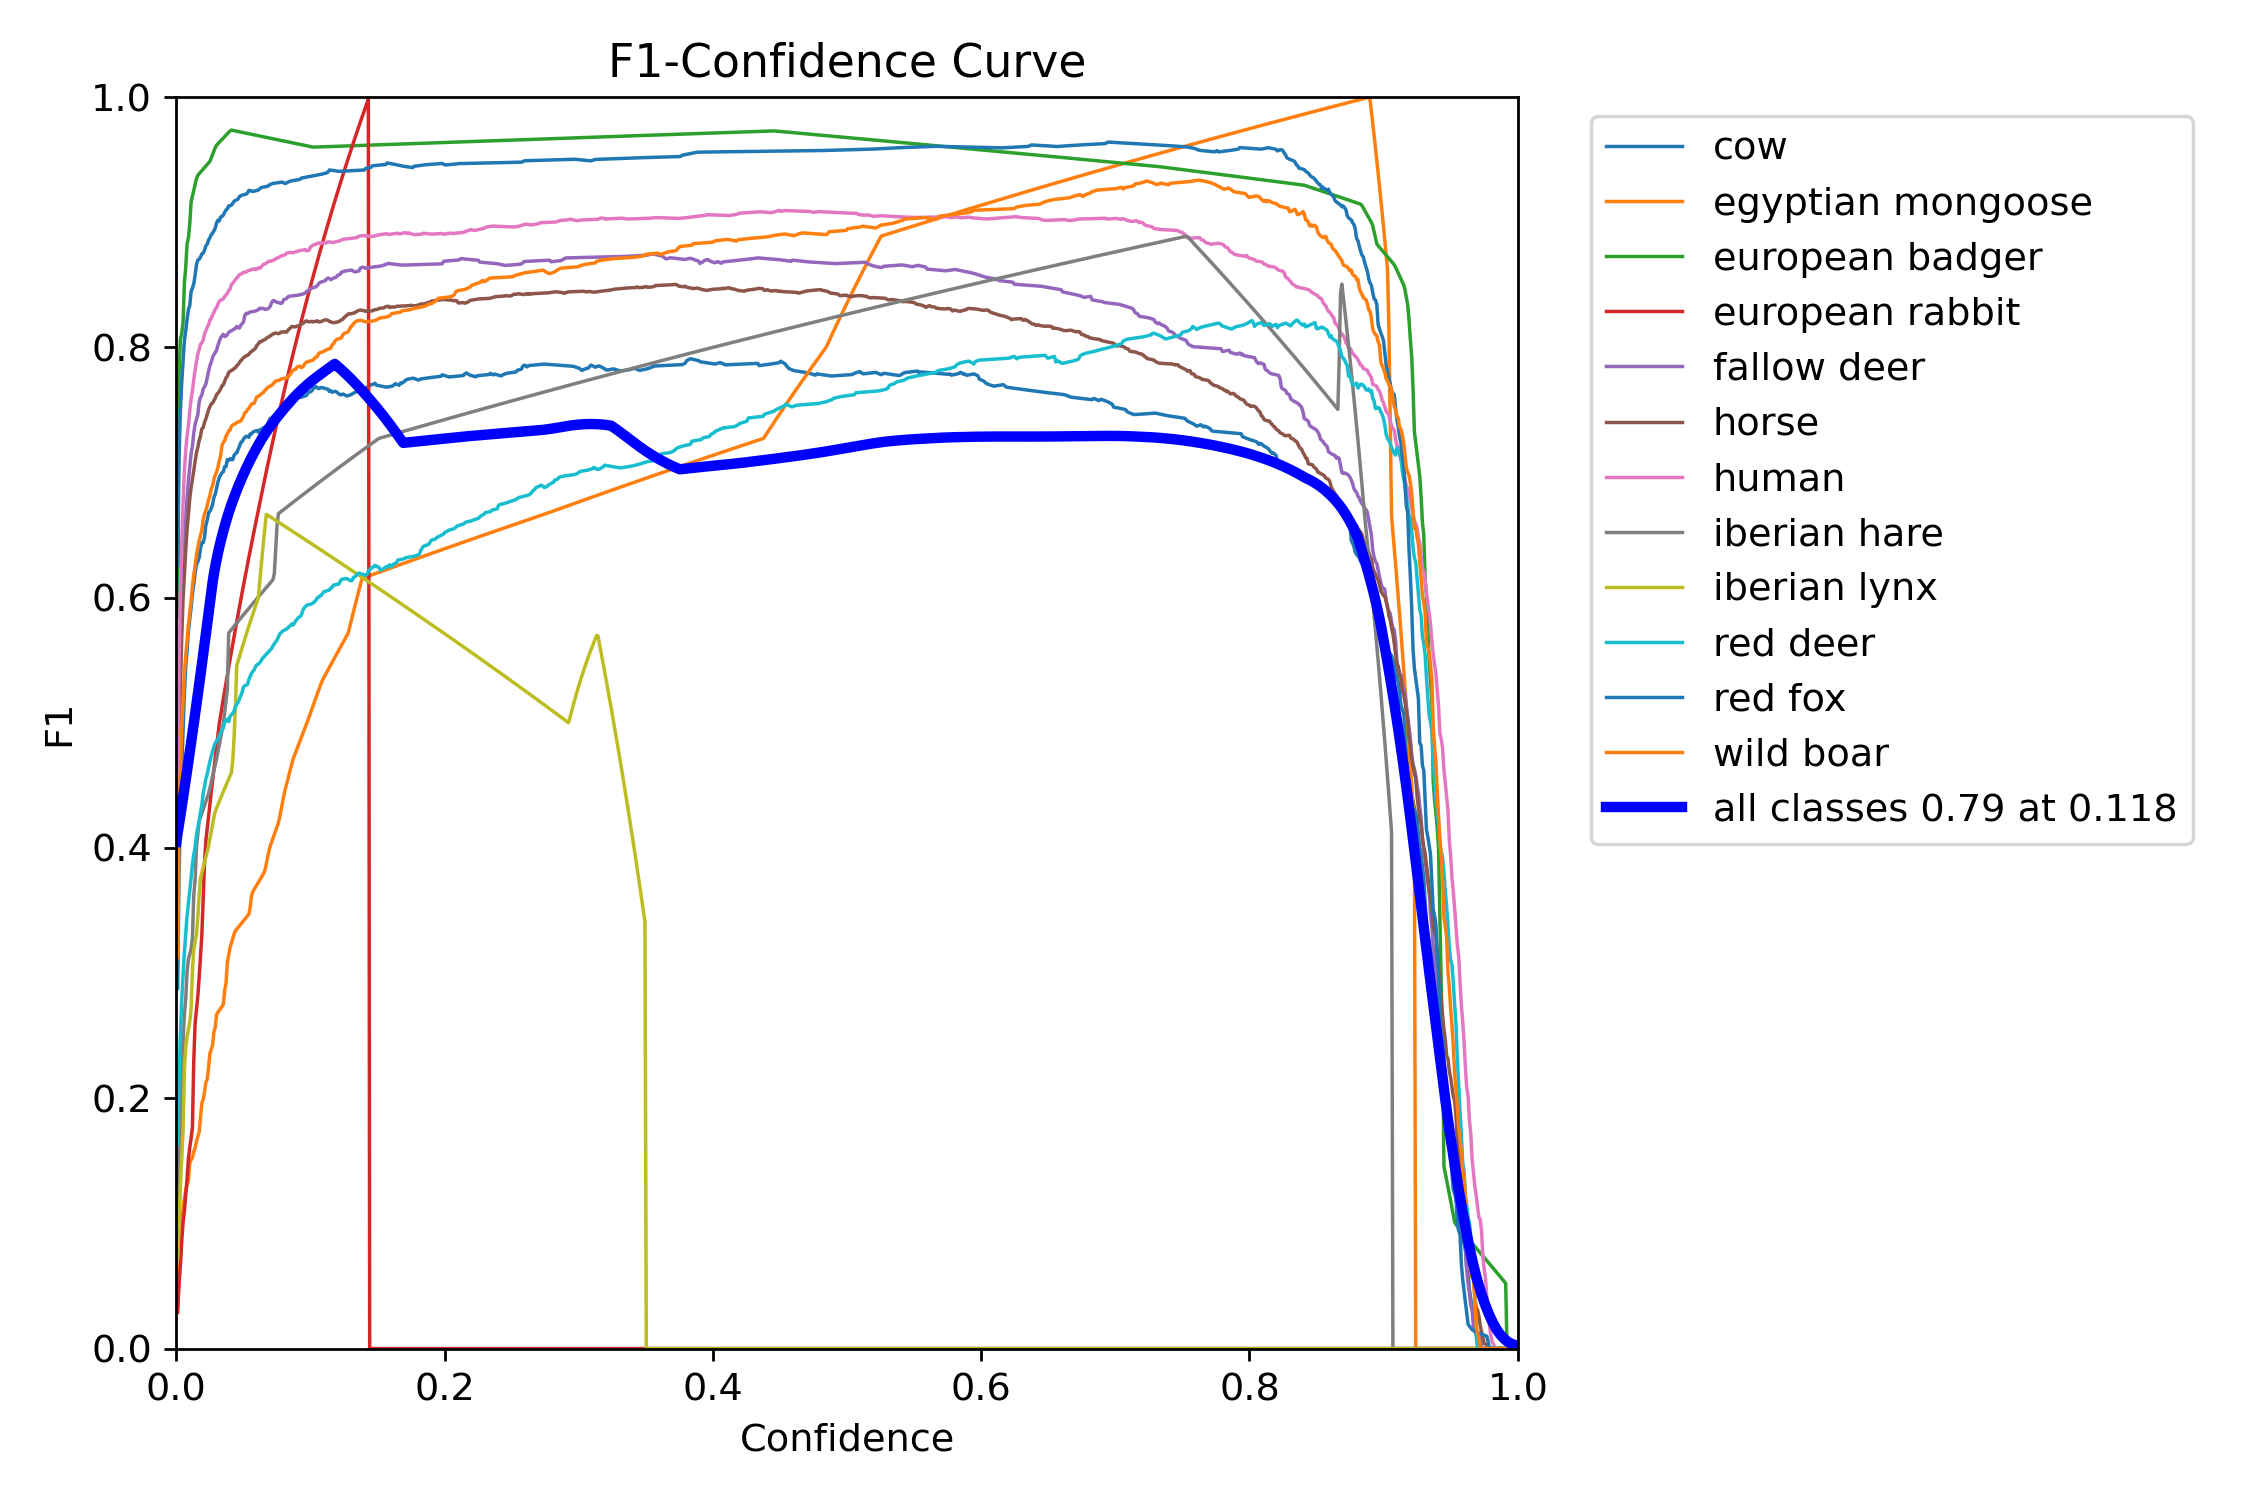 F1-Confidence Curve
1.0
0.8
0.6
0.4
0.2
0.0
F1
0.0 0.2 0.4 0.6 0.8 1.0
Confidence
cow
egyptian mongoose
european badger
european rabbit
fallow deer
horse
human
iberian hare
iberian lynx
red deer
red fox
wild boar
all classes 0.79 at 0.118